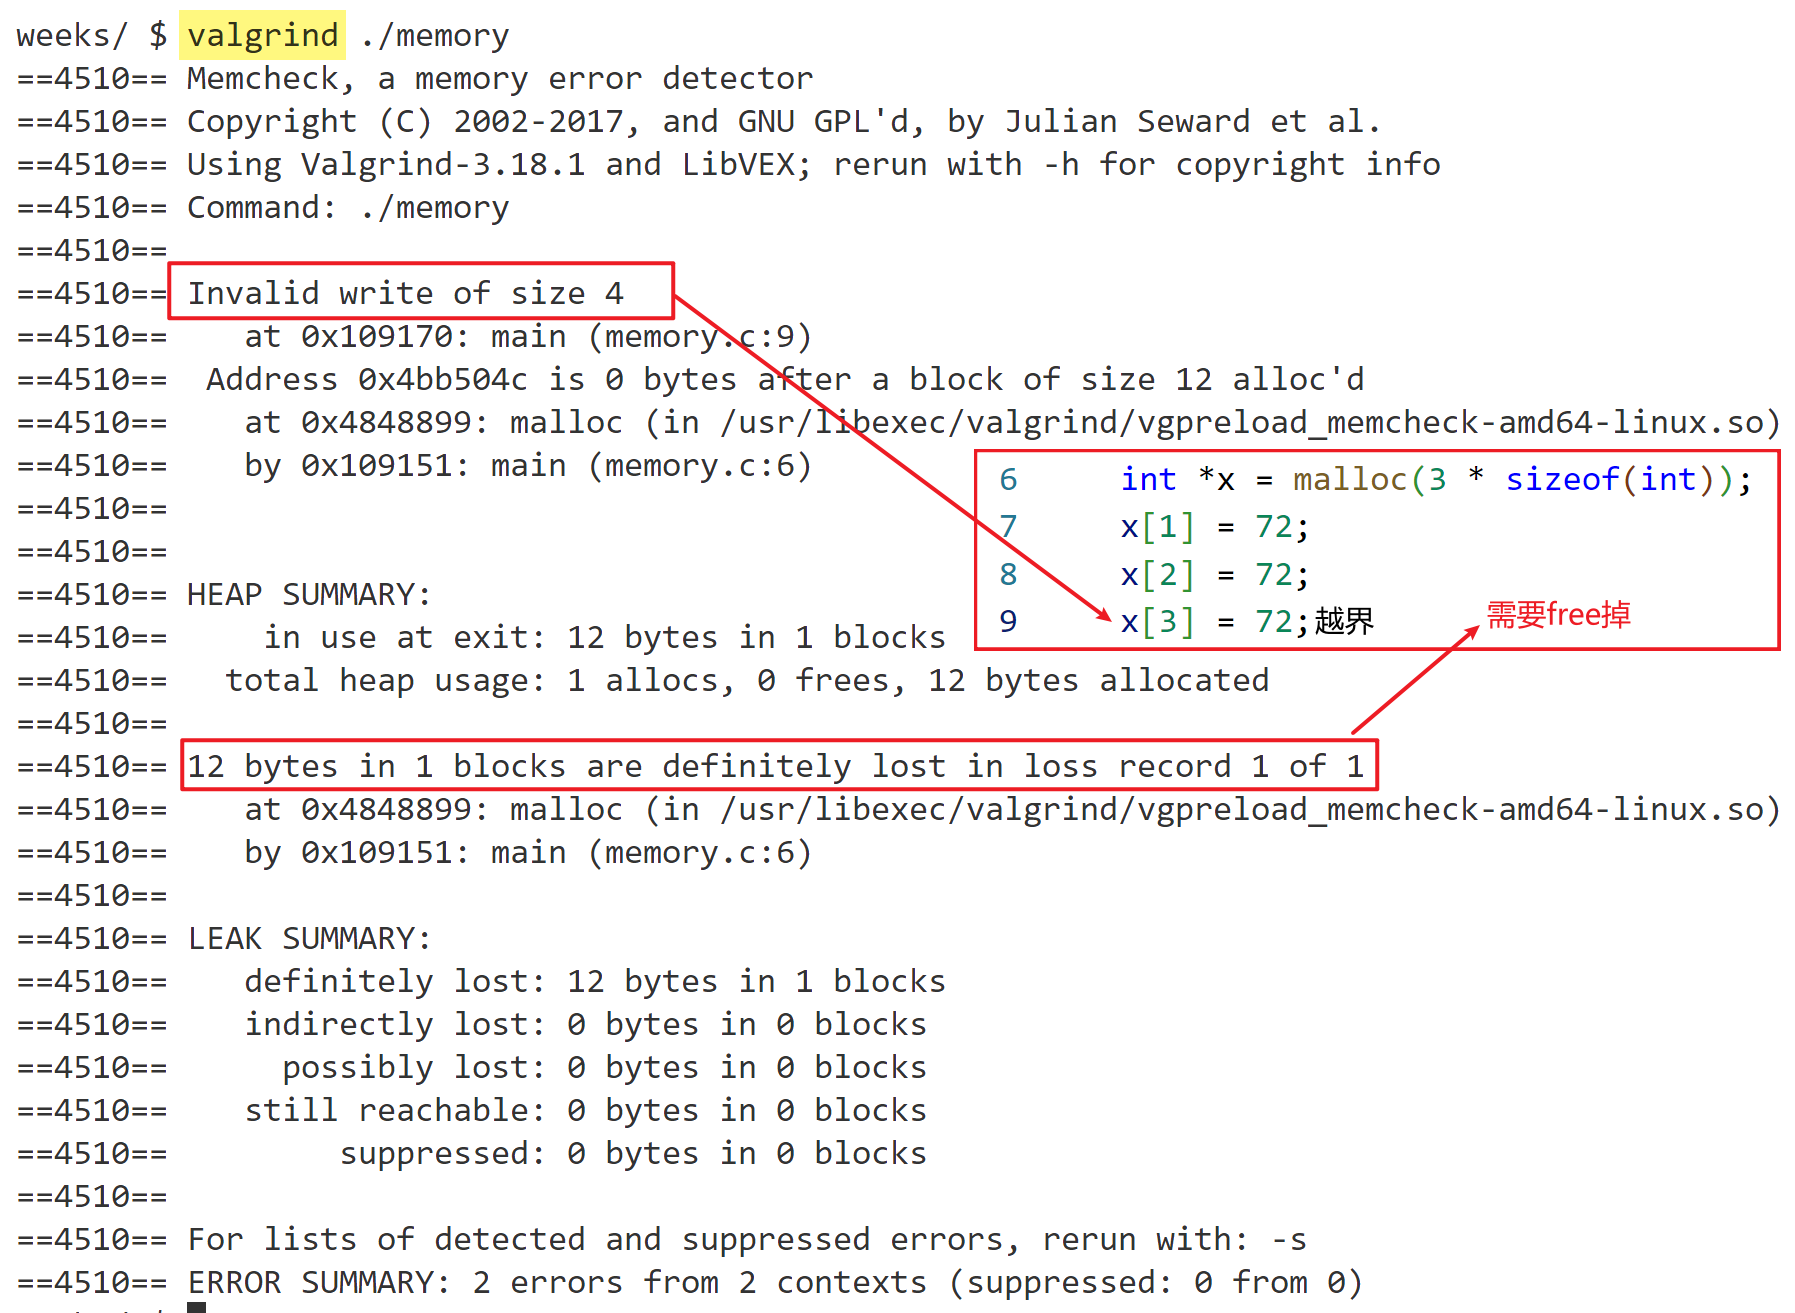 weeks/ $ valgrind ./memory
==4510== Memcheck, a memory error detector
==4510== Copyright (C) 2002-2017, and GNU GPL'd, by Julian Seward et al.
==4510== Using Valgrind-3.18.1 and LibVEX; rerun with -h for copyright info
==4510== Command: ./memory
==4510==
==4510== Invalid write of size 4
==4510==    at 0x109170: main (memory.c:9)
==4510==  Address 0x4bb504c is 0 bytes after a block of size 12 alloc'd
==4510==    at 0x4848899: malloc (in /usr/libexec/valgrind/vgpreload_memcheck-amd64-linux.so)
==4510==    by 0x109151: main (memory.c:6)
==4510==
==4510==
==4510== HEAP SUMMARY:
==4510==     in use at exit: 12 bytes in 1 blocks
==4510==   total heap usage: 1 allocs, 0 frees, 12 bytes allocated
==4510==
==4510== 12 bytes in 1 blocks are definitely lost in loss record 1 of 1
==4510==    at 0x4848899: malloc (in /usr/libexec/valgrind/vgpreload_memcheck-amd64-linux.so)
==4510==    by 0x109151: main (memory.c:6)
==4510==
==4510== LEAK SUMMARY:
==4510==    definitely lost: 12 bytes in 1 blocks
==4510==    indirectly lost: 0 bytes in 0 blocks
==4510==      possibly lost: 0 bytes in 0 blocks
==4510==    still reachable: 0 bytes in 0 blocks
==4510==         suppressed: 0 bytes in 0 blocks
==4510==
==4510== For lists of detected and suppressed errors, rerun with: -s
==4510== ERROR SUMMARY: 2 errors from 2 contexts (suppressed: 0 from 0)
6 int *x = malloc(3 * sizeof(int));
7 x[1] = 72;
8 x[2] = 72;
9 x[3] = 72;越界
需要free掉